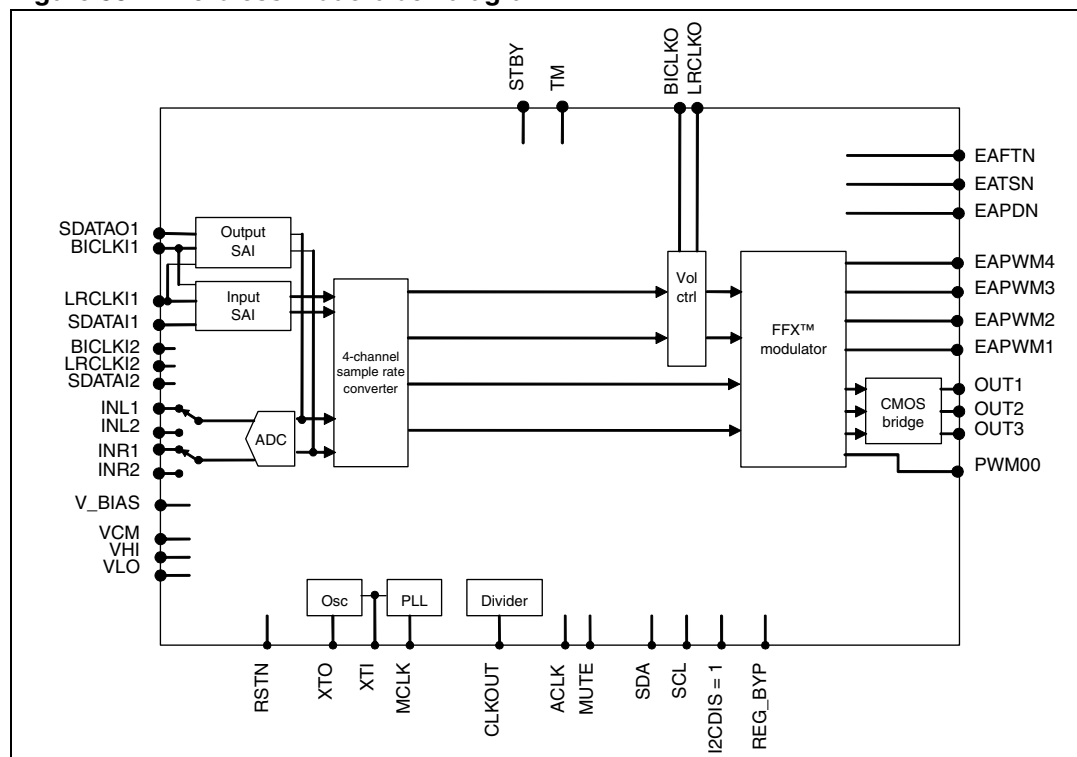 STBY
TM
BICLKO
LRCLKO
EAFTN
EATSN
EAPDN
EAPWM4
EAPWM3
EAPWM2
EAPWM1
OUT1
OUT2
OUT3
PWM00
SDATAO1
BICLKI1
LRCLKI1
SDATAI1
BICLKI2
LRCLKI2
SDATAI2
INL1
INL2
INR1
INR2
V_BIAS
VCM
VHI
VLO
Output
SAI
Input
SAI
ADC
4-channel
sample rate
converter
Vol
ctrl
FFX™
modulator
CMOS
bridge
Osc
PLL
Divider
RSTN
XTO
XTI
MCLK
CLKOUT
ACLK
MUTE
SDA
SCL
I2CDIS = 1
REG_BYP